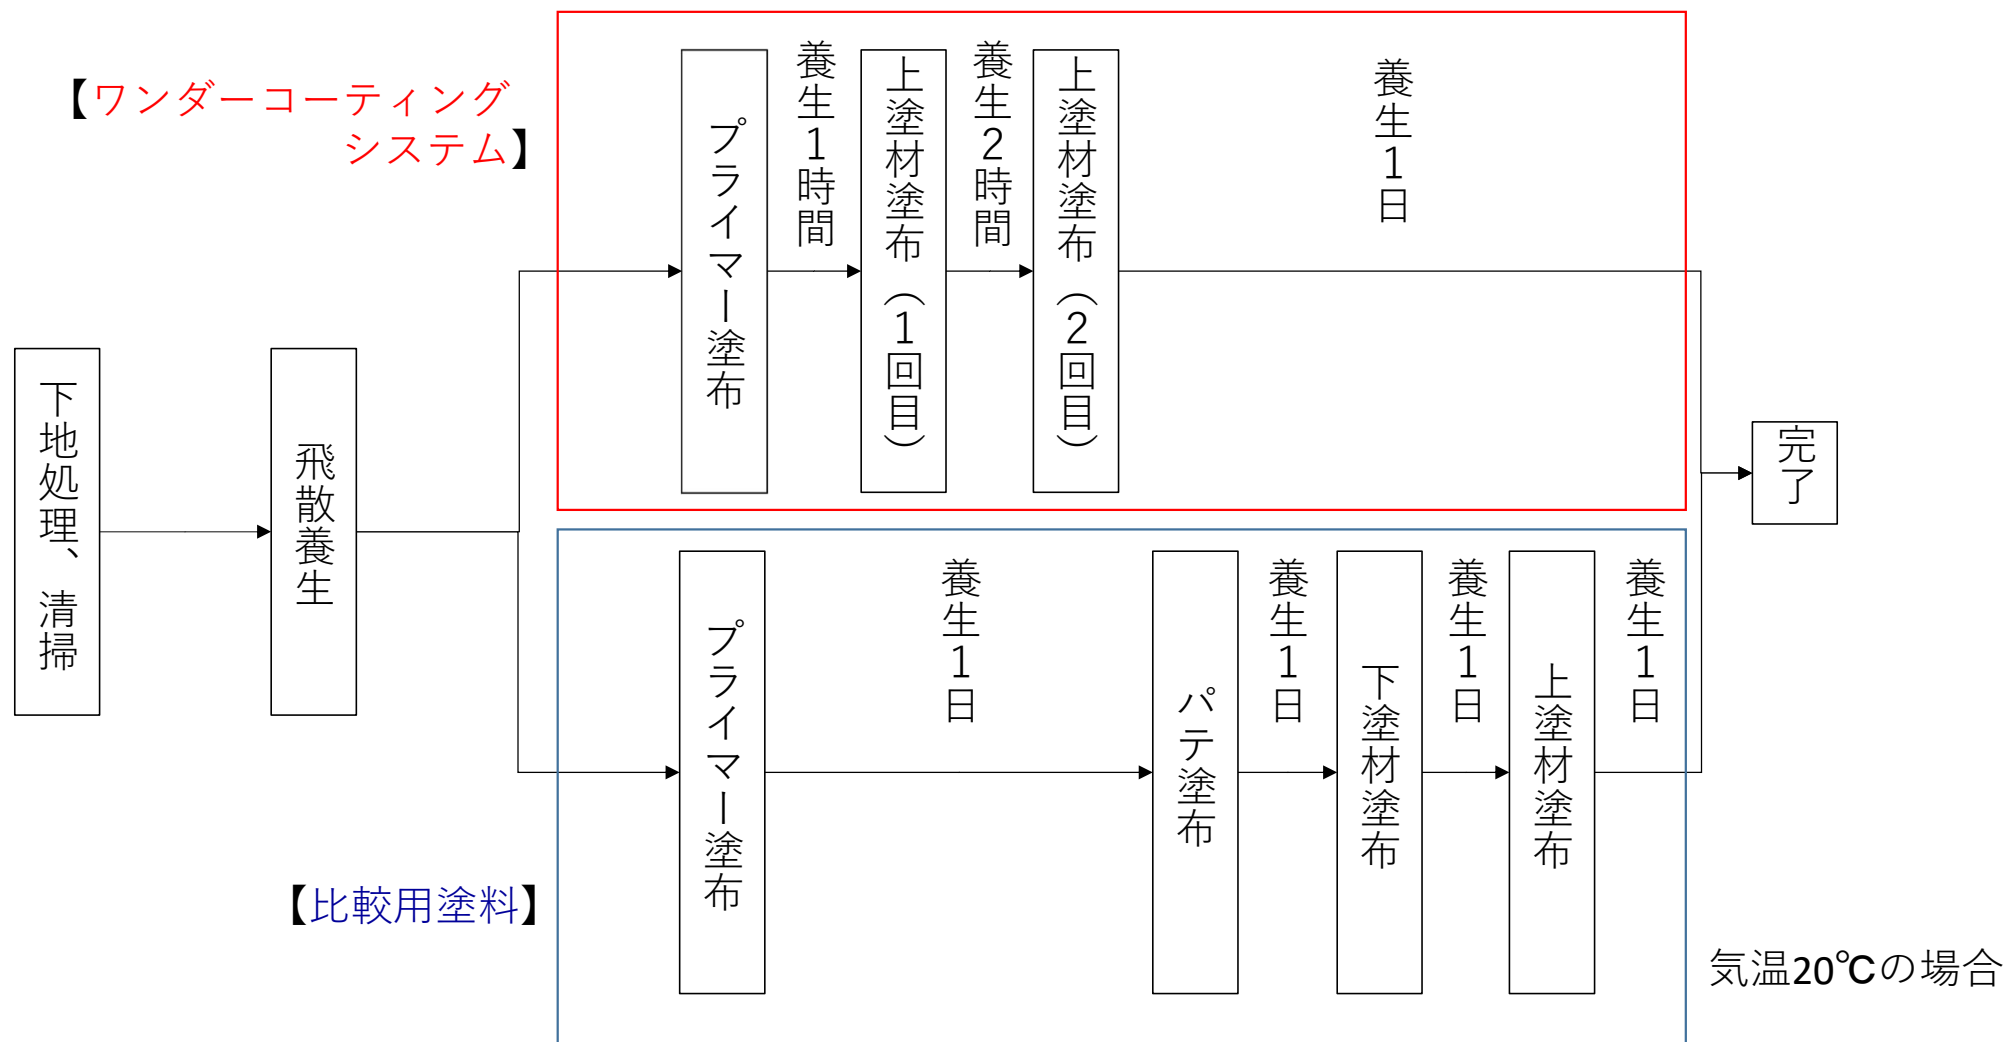 【ワンダーコーティング
システム】
下地処理、清掃
飛散養生
プライマー塗布
養生1時間
上塗材塗布（1回目）
養生2時間
上塗材塗布（2回目）
養生1日
【比較用塗料】
プライマー塗布
養生1日
パテ塗布
養生1日
下塗材塗布
養生1日
上塗材塗布
養生1日
完了
気温20℃の場合